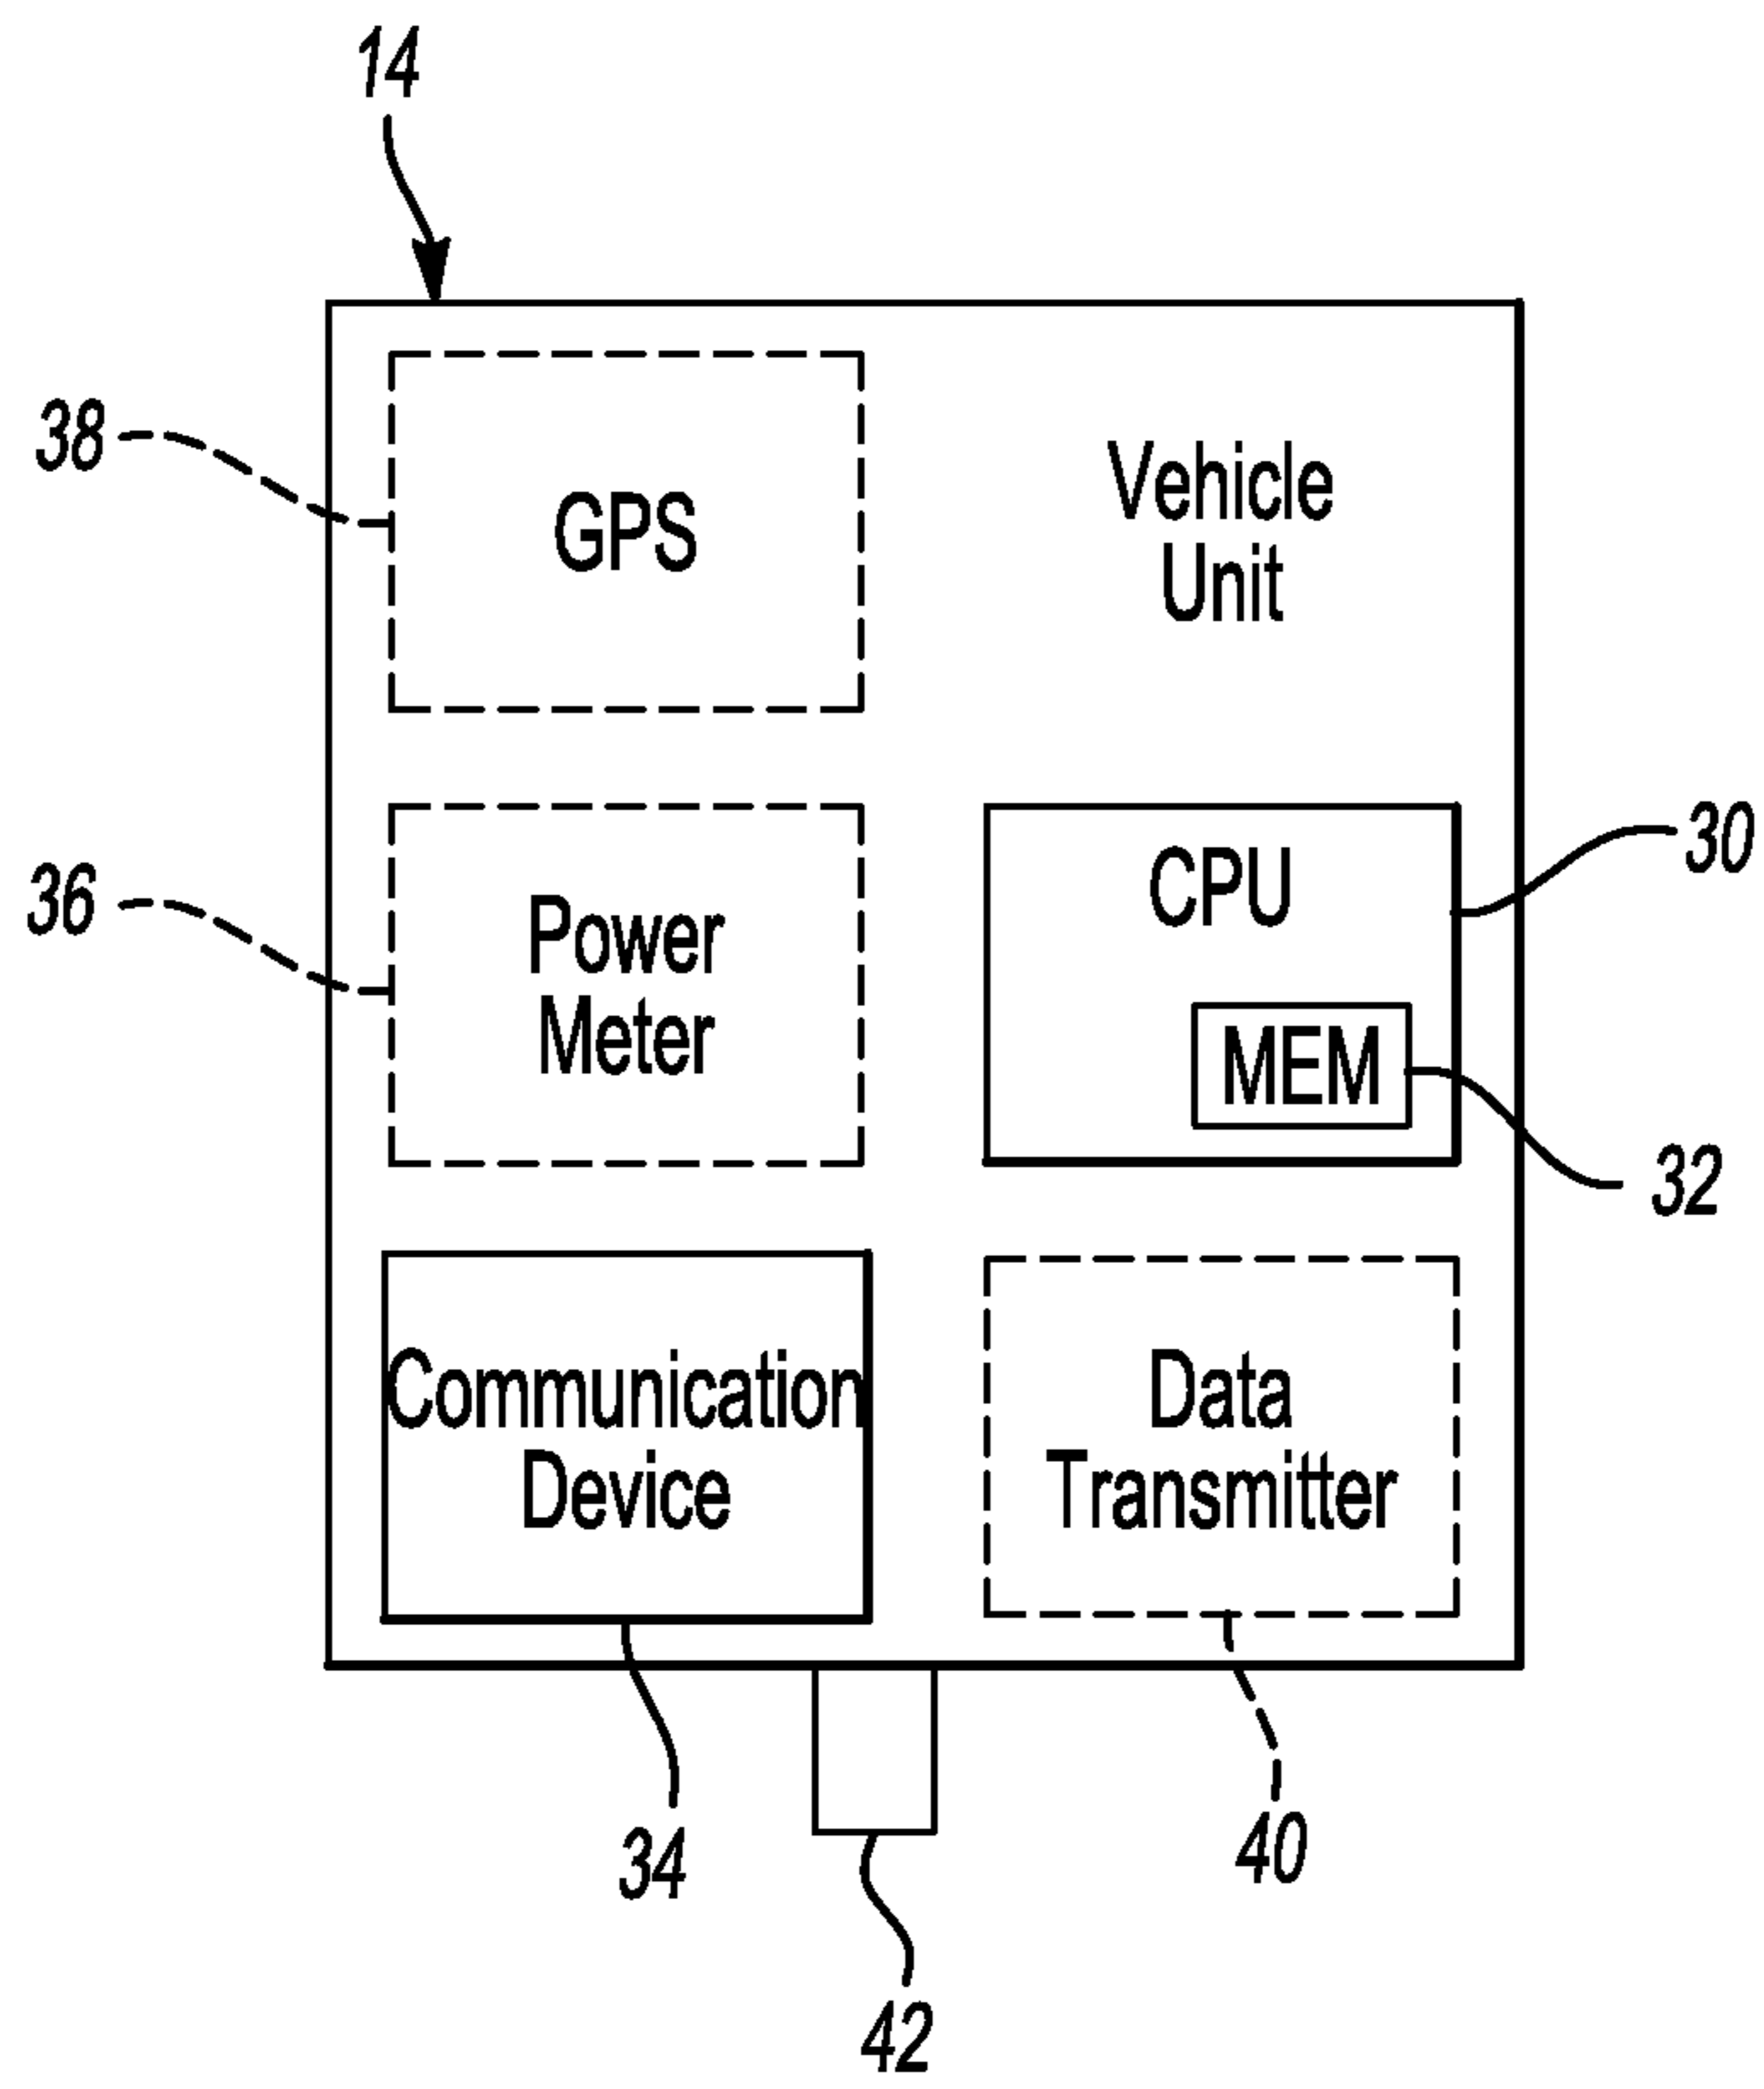 14
38
GPS
Vehicle
Unit
36
Power
Meter
CPU
30
MEM
32
Communication
Device
Data
Transmitter
34
40
42